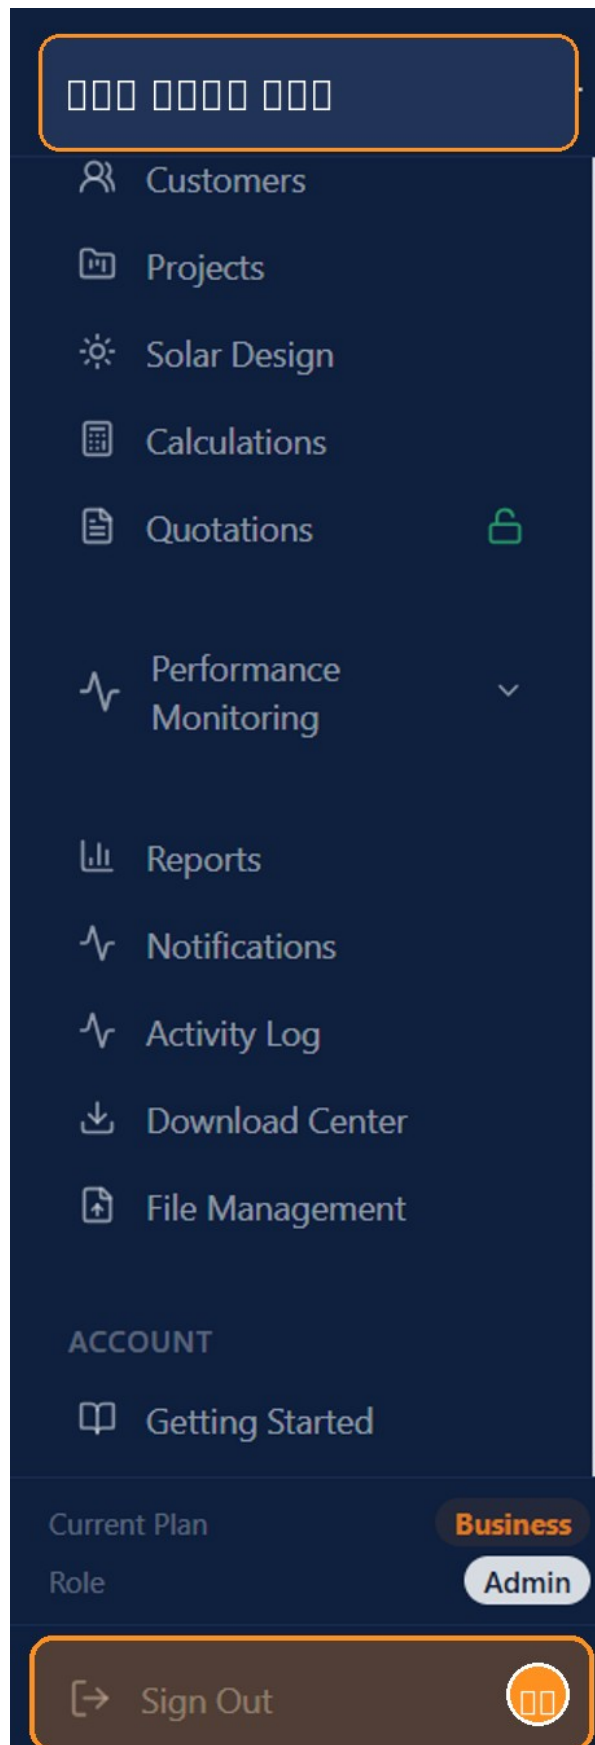 Customers
Projects
Solar Design
Calculations
Quotations
Performance
Monitoring
Reports
Notifications
Activity Log
Download Center
File Management
ACCOUNT
Getting Started
Current Plan Business
Role Admin
Sign Out